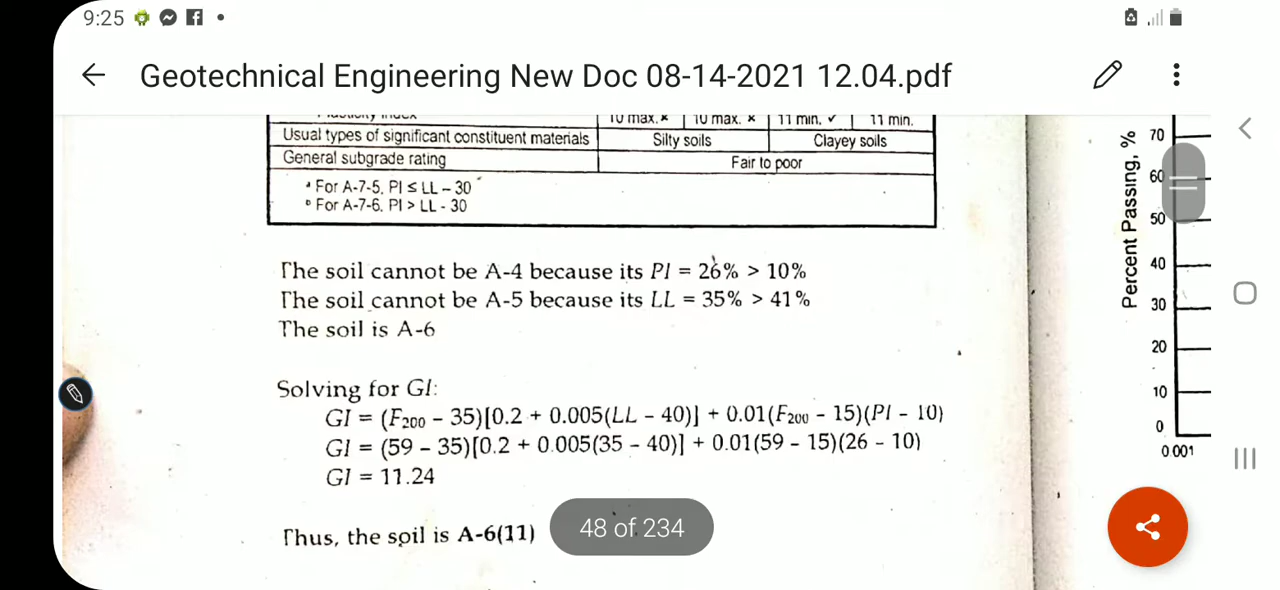 9:25
Geotechnical Engineering New Doc 08-14-2021 12.04.pdf
Plasticity Index 10 max. × 10 max. × 11 min. ✓ 11 min.
Usual types of significant constituent materials Silty soils Clayey soils
General subgrade rating Fair to poor
ᵃ For A-7-5, PI ≤ LL – 30
ᵇ For A-7-6. PI > LL - 30
The soil cannot be A-4 because its PI = 26% > 10%
The soil cannot be A-5 because its LL = 35% > 41%
The soil is A-6
Solving for GI:
GI = (F₂₀₀ – 35)[0.2 + 0.005(LL – 40)] + 0.01(F₂₀₀ – 15)(PI – 10)
GI = (59 – 35)[0.2 + 0.005(35 – 40)] + 0.01(59 – 15)(26 – 10)
GI = 11.24
Thus, the soil is A-6(11)
48 of 234
Percent Passing, %
70
60
50
40
30
20
10
0
0 001